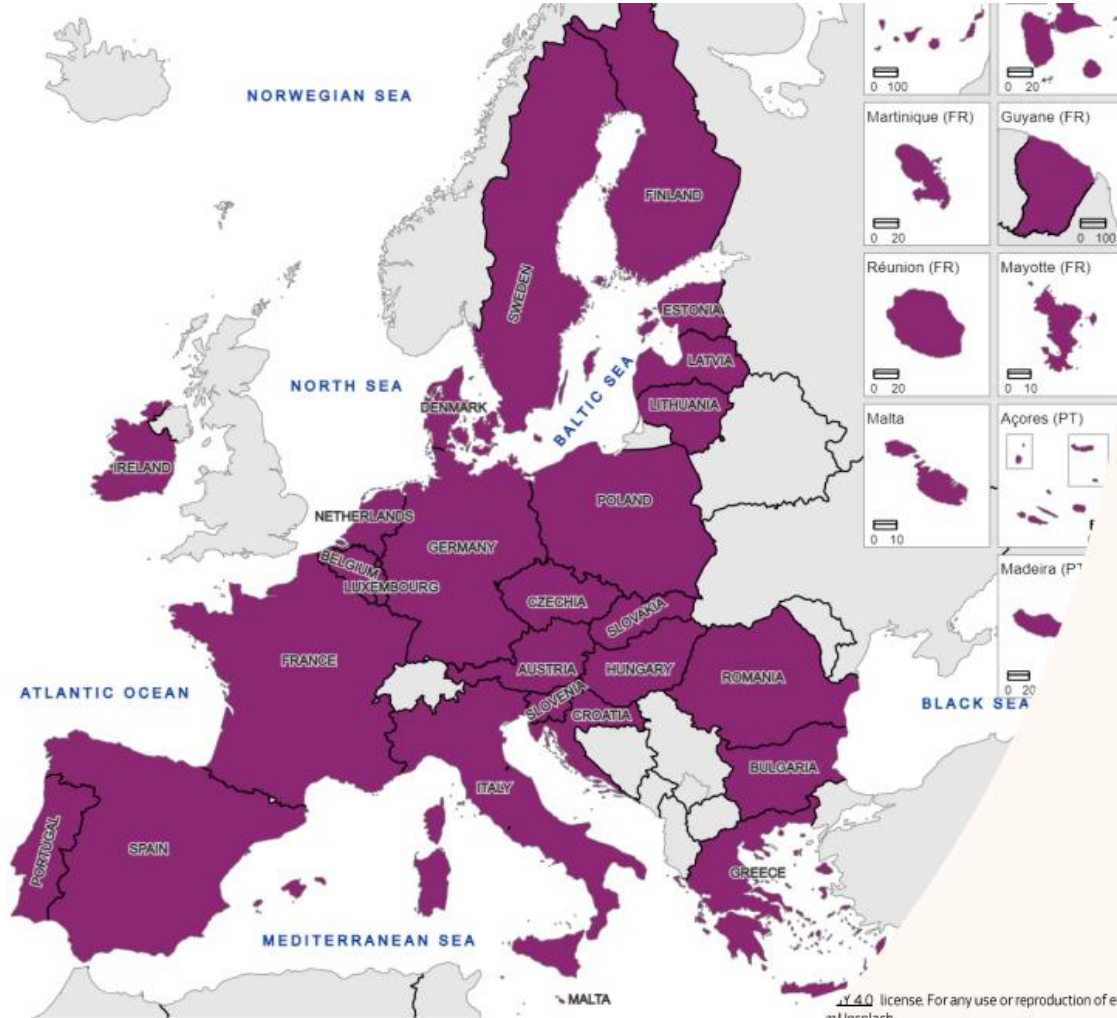 0 100
0 20
NORWEGIAN SEA
Martinique (FR)
Guyane (FR)
FINLAND
0 20
0 100
Réunion (FR)
Mayotte (FR)
SWEDEN
ESTONIA
LATVIA
NORTH SEA
BALTIC SEA
0 20
0 10
DENMARK
LITHUANIA
Malta
Açores (PT)
IRELAND
POLAND
NETHERLANDS
GERMANY
0 10
BELGIUM
LUXEMBOURG
CZECHIA
SLOVAKIA
Madeira (PT
FRANCE
AUSTRIA
HUNGARY
ROMANIA
ATLANTIC OCEAN
SLOVENIA
CROATIA
0 20
BLACK SEA
BULGARIA
ITALY
PORTUGAL
SPAIN
GREECE
MEDITERRANEAN SEA
MALTA
Y 4.0 license. For any use or reproduction of e
Unsplash